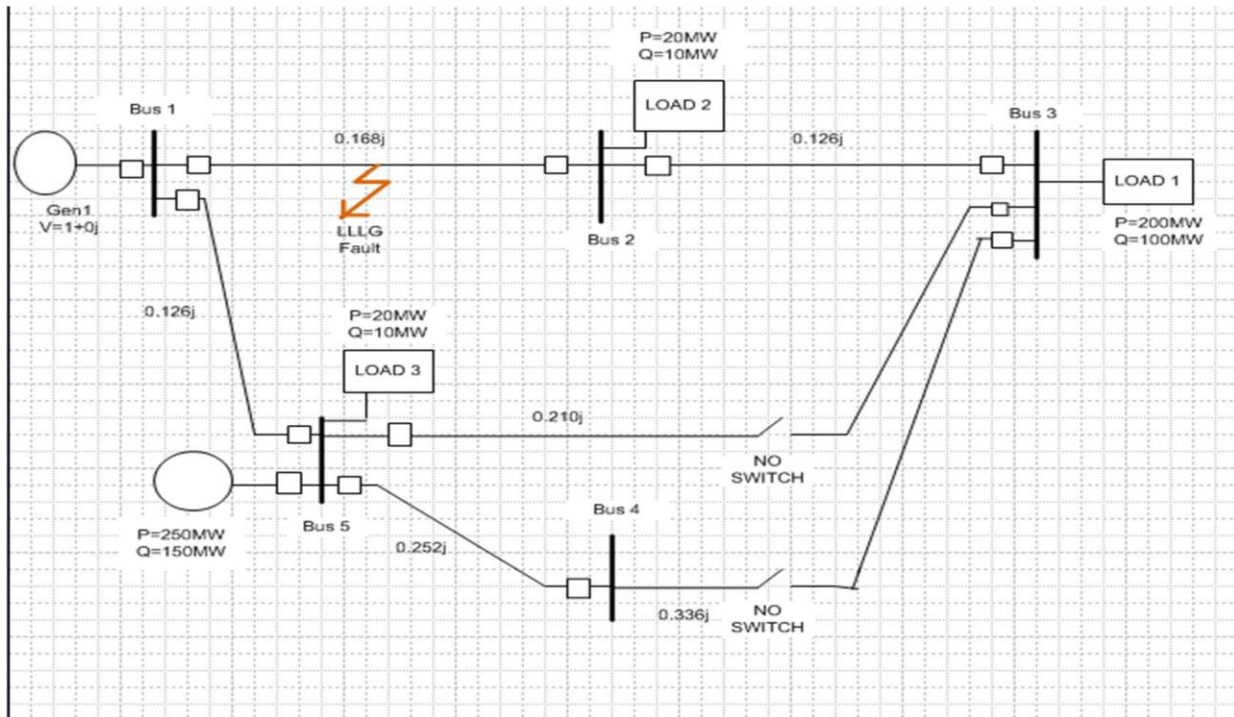 P=20MW
Q=10MW
LOAD 2
Bus 1
Bus 3
0.168j
0.126j
LOAD 1
Gen1
V=1+0j
LLLG
Fault
Bus 2
P=200MW
Q=100MW
0.126j
P=20MW
Q=10MW
LOAD 3
0.210j
NO
SWITCH
Bus 4
Bus 5
P=250MW
Q=150MW
0.252j
0.336j
NO
SWITCH